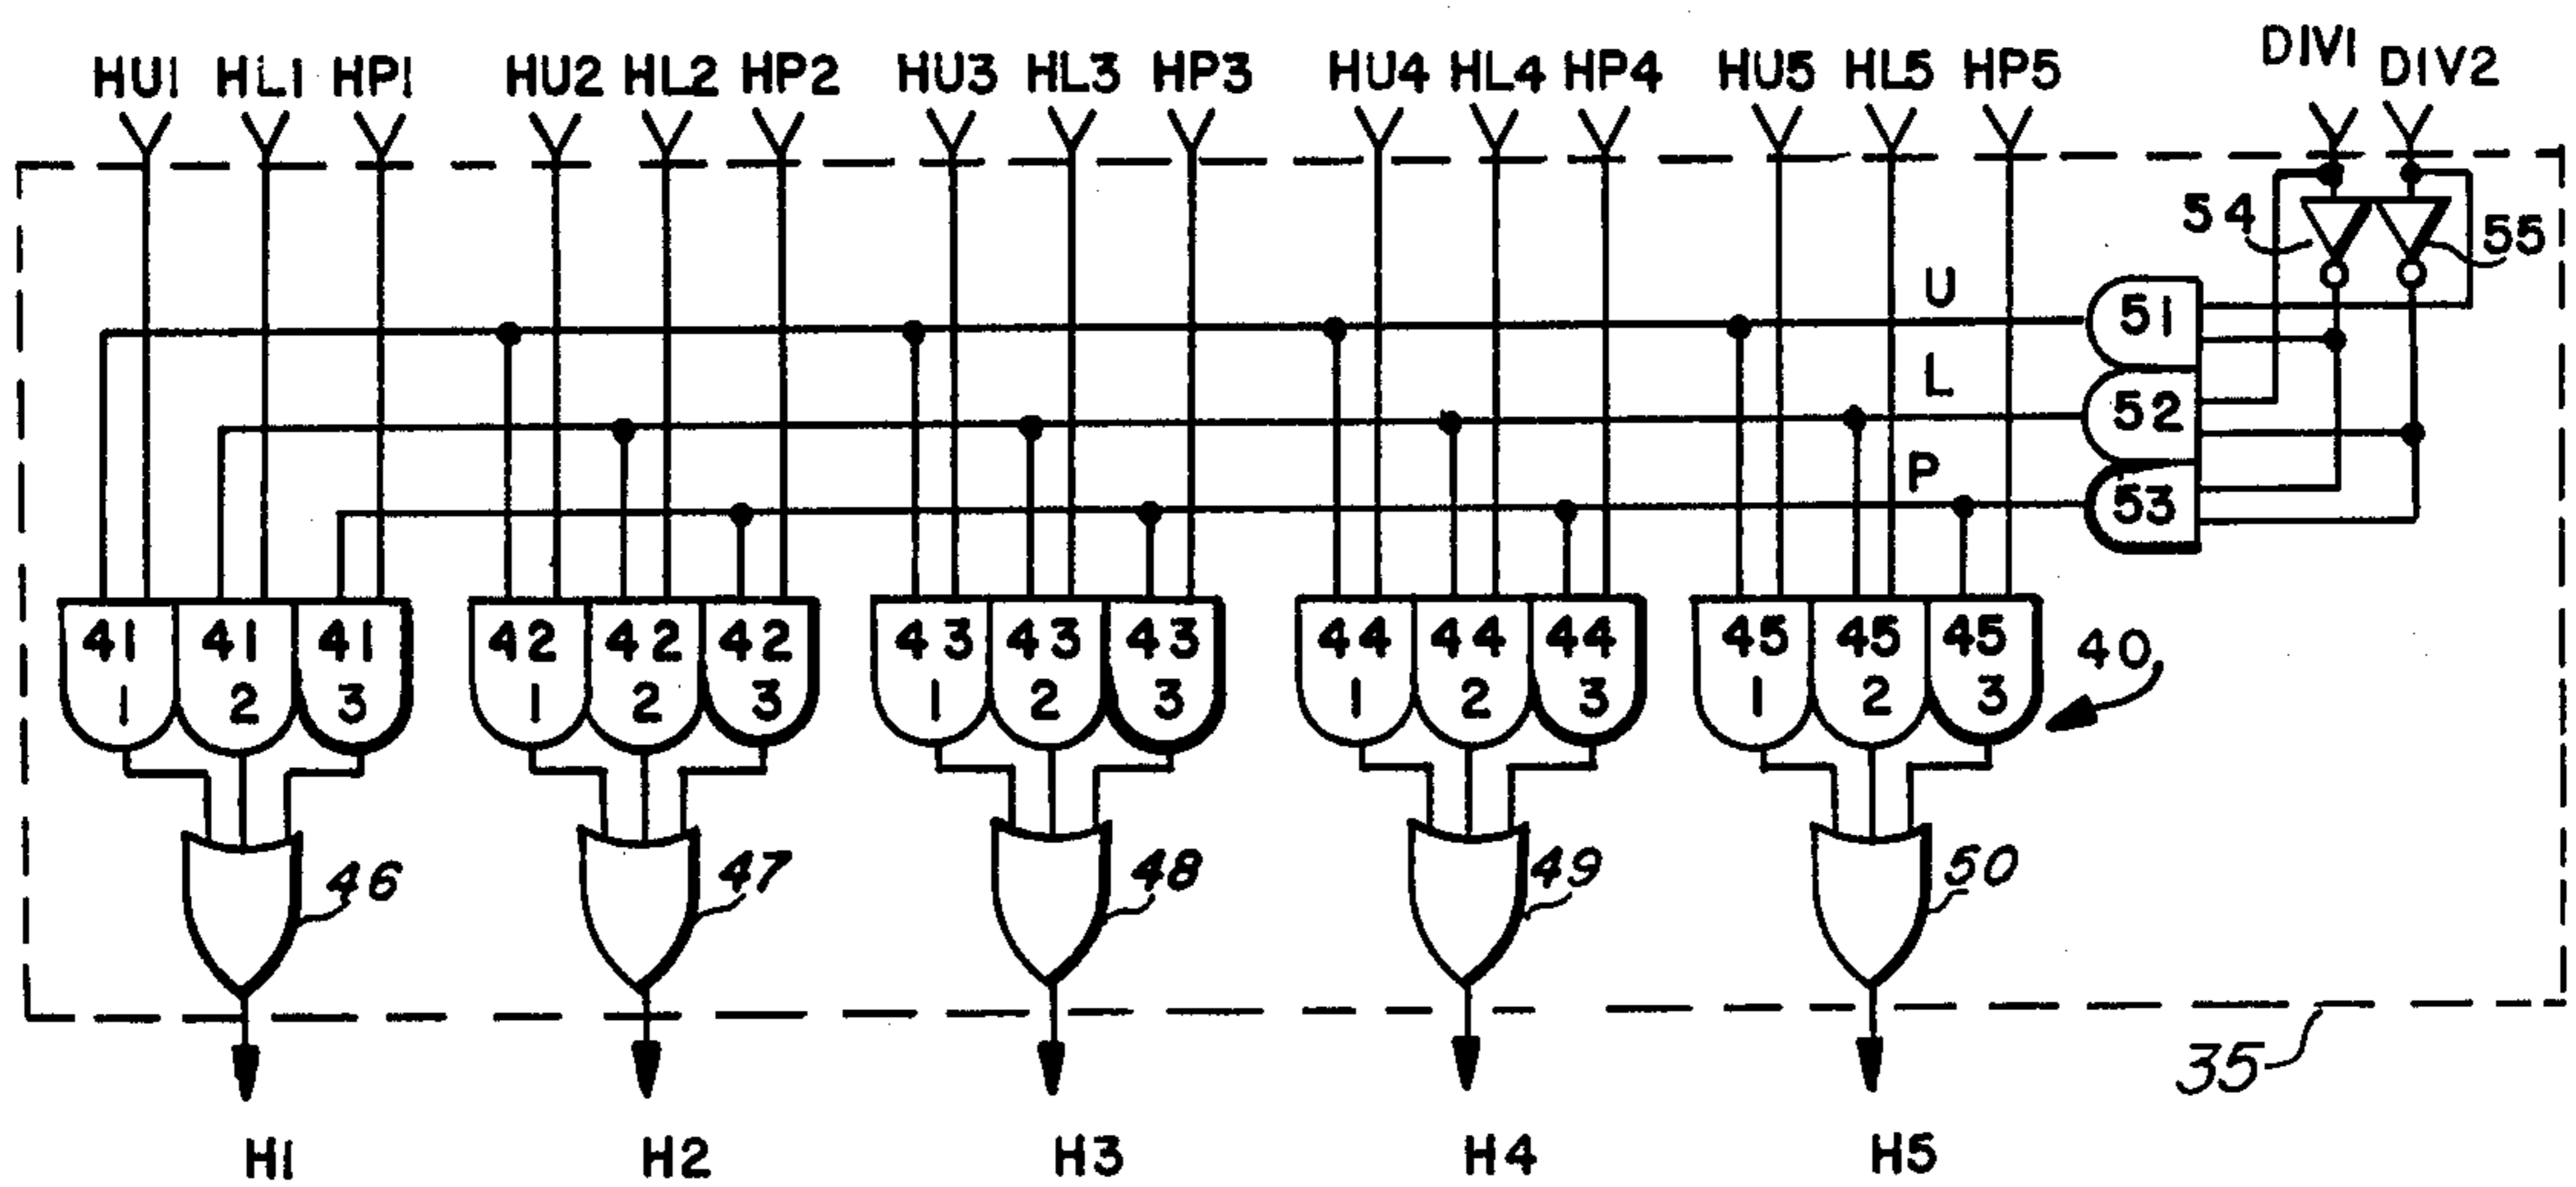 HU1 HL1 HP1 HU2 HL2 HP2 HU3 HL3 HP3 HU4 HL4 HP4 HU5 HL5 HP5 DIV1 DIV2
54 55
U 51
L 52
P 53
41 41 41 42 42 42 43 43 43 44 44 44 45 45 45 40
1 2 3 1 2 3 1 2 3 1 2 3 1 2 3
46 47 48 49 50
35
H1 H2 H3 H4 H5